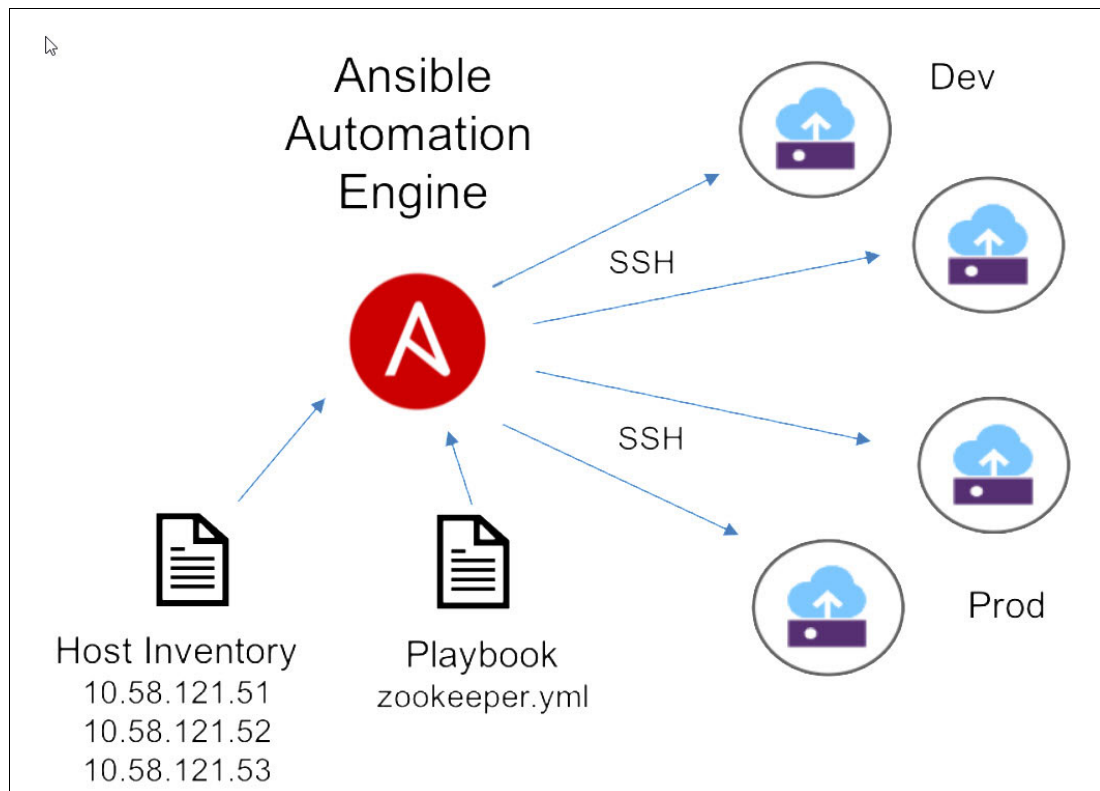 Ansible
Automation
Engine
Dev
SSH
SSH
Host Inventory
10.58.121.51
10.58.121.52
10.58.121.53
Playbook
zookeeper.yml
Prod